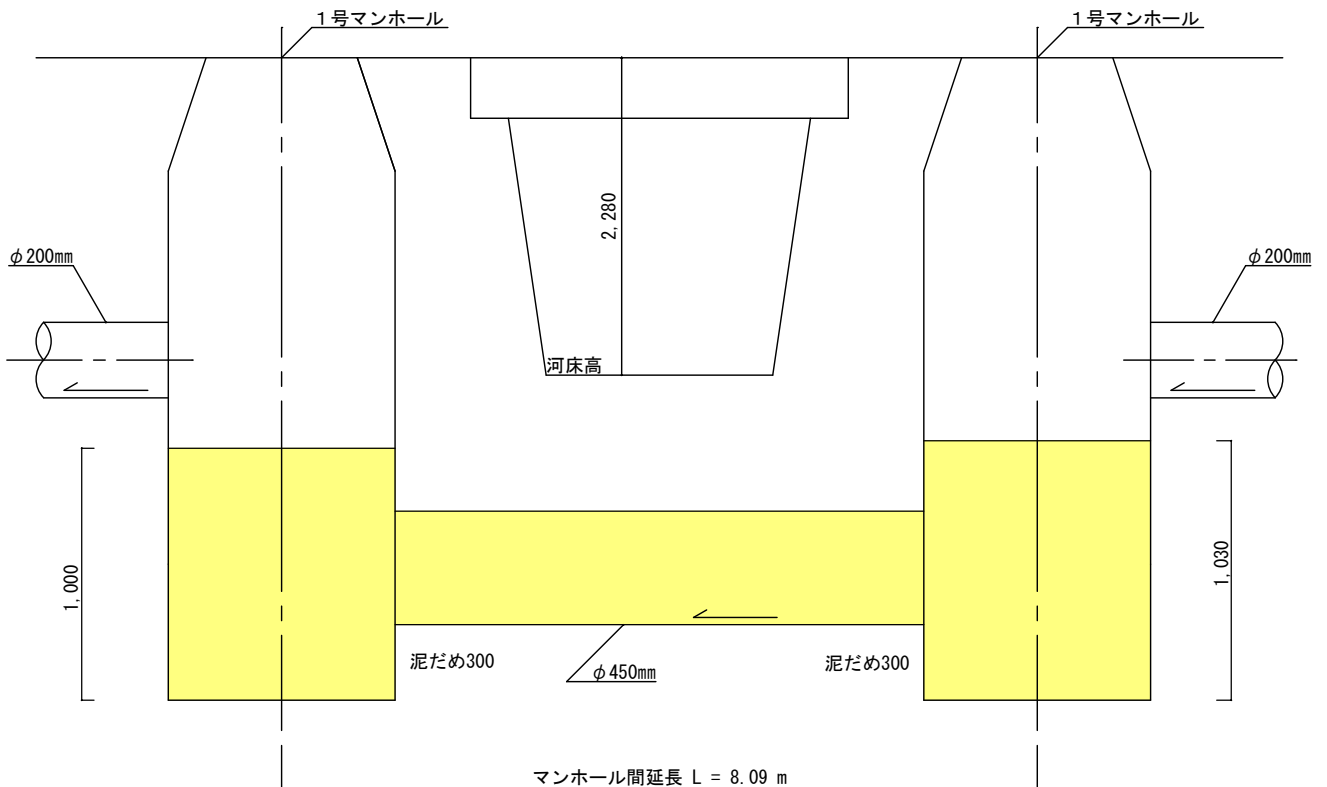 1号マンホール
1号マンホール
2,280
φ200mm
φ200mm
河床高
1,000
1,030
泥だめ300
泥だめ300
φ450mm
マンホール間延長 L = 8.09 m